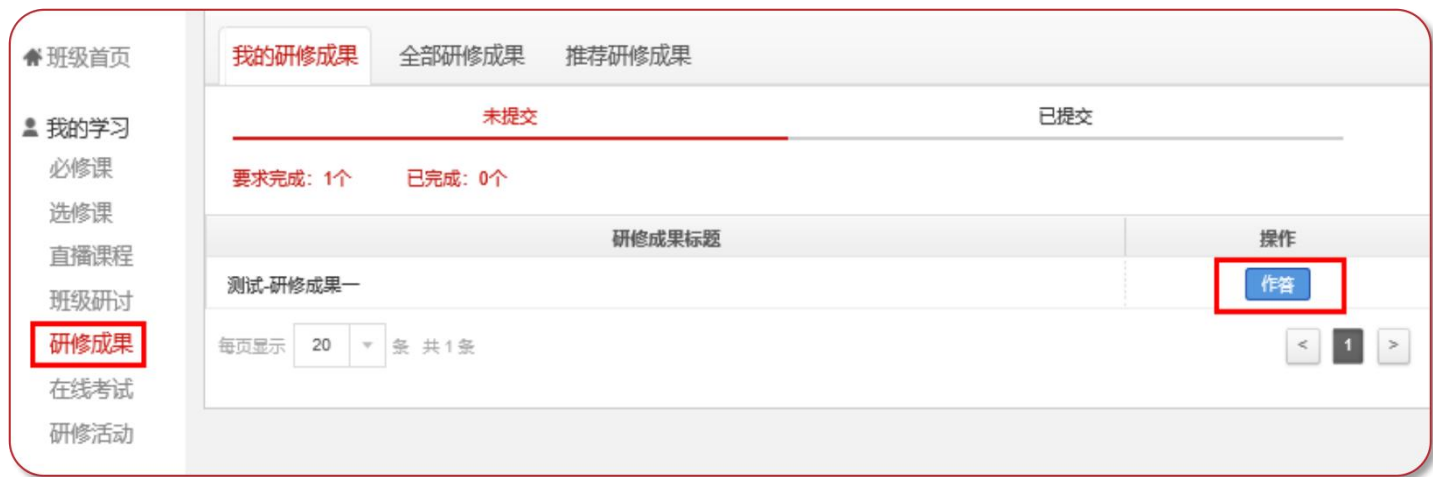 班级首页
我的学习
必修课
选修课
直播课程
班级研讨
研修成果
在线考试
研修活动
我的研修成果 全部研修成果 推荐研修成果
未提交 已提交
要求完成：1个 已完成：0个
研修成果标题 操作
测试-研修成果一 作答
每页显示 20 条 共1条 < 1 >